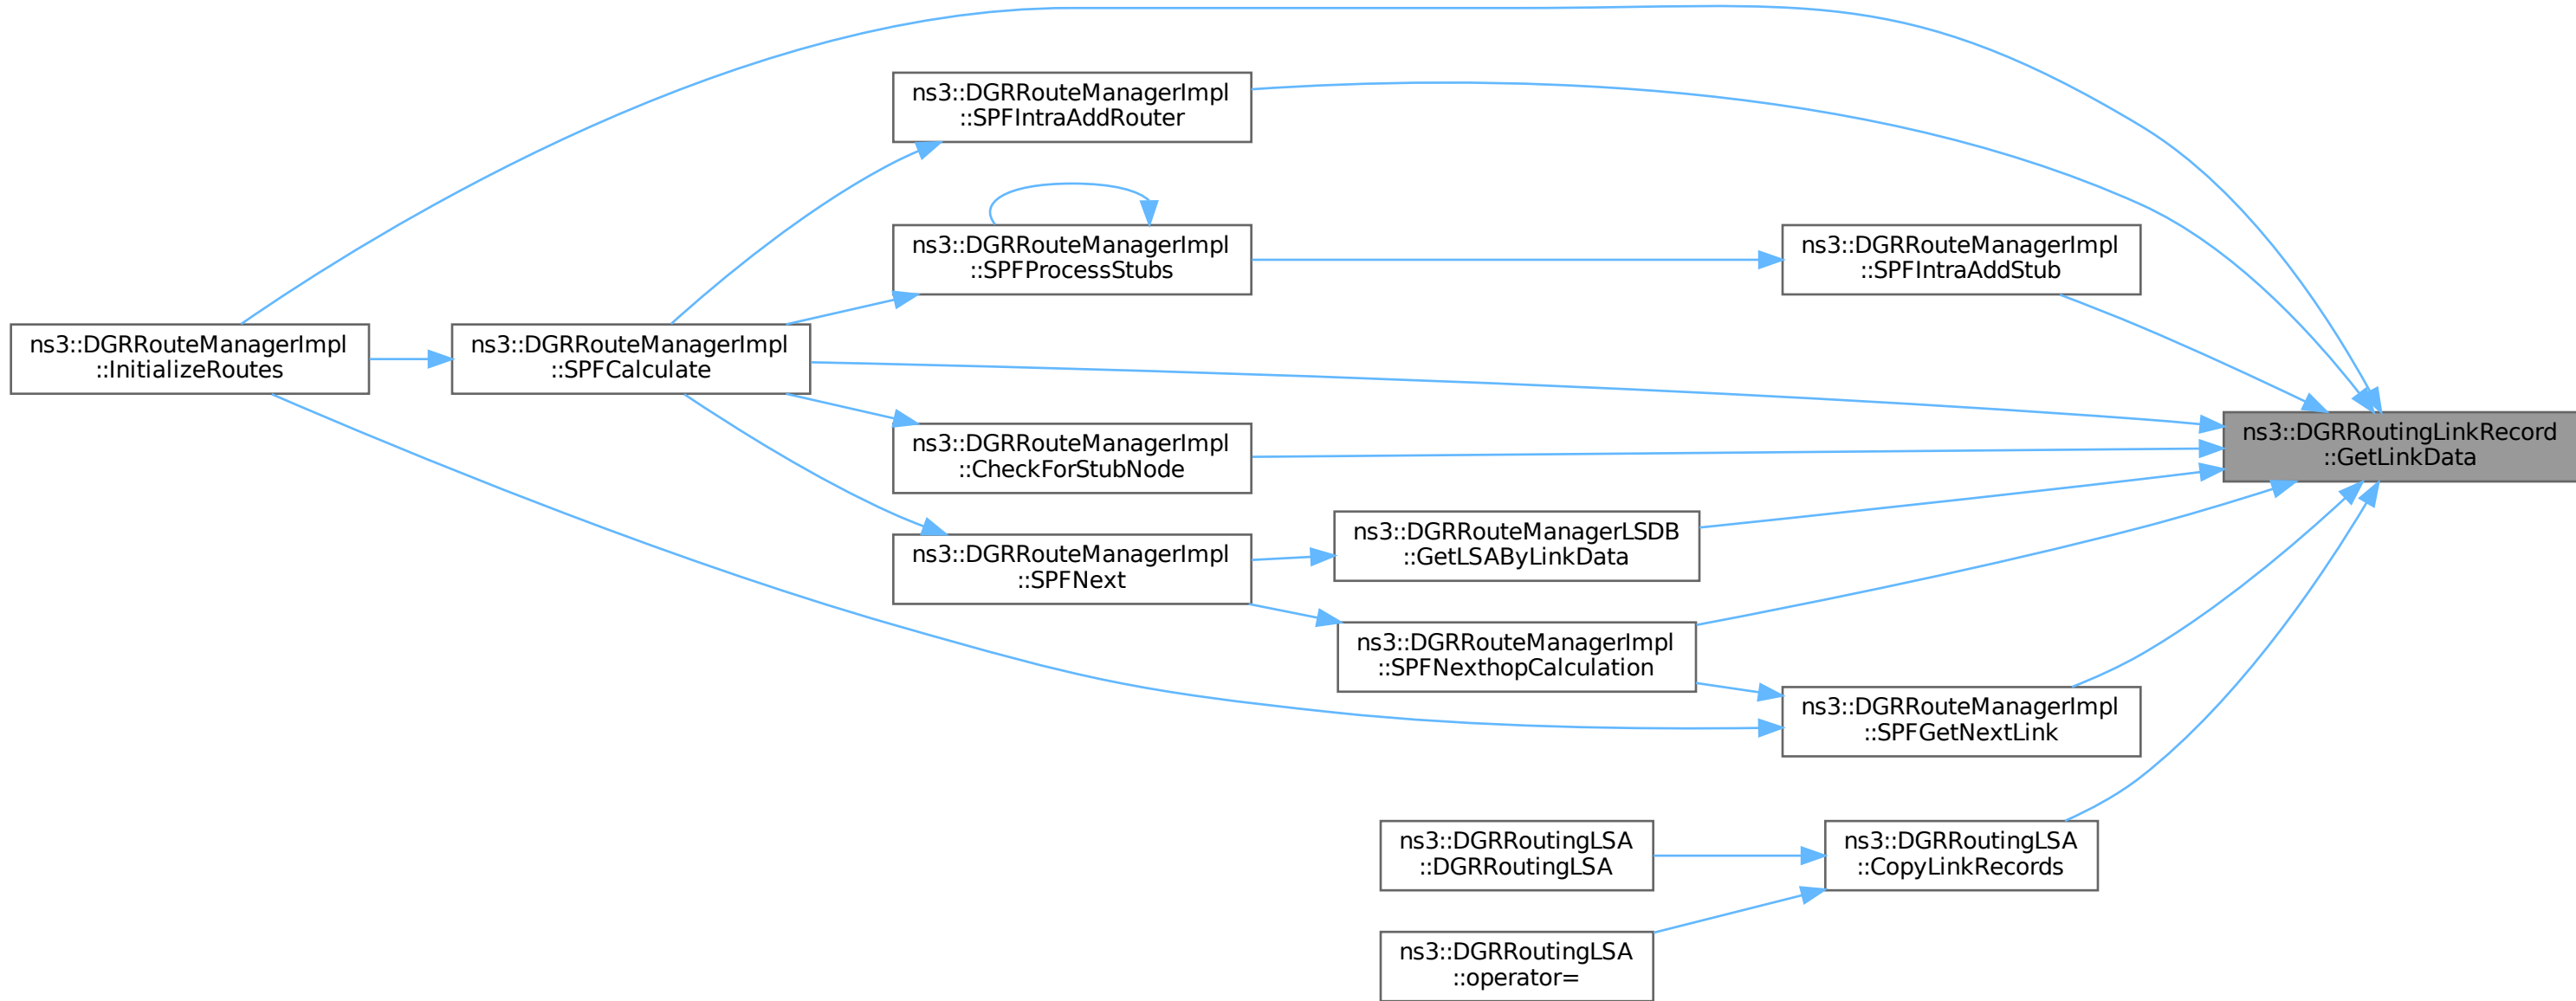 ns3::DGRRouteManagerImpl
::InitializeRoutes
ns3::DGRRouteManagerImpl
::SPFCalculate
ns3::DGRRouteManagerImpl
::SPFIntraAddRouter
ns3::DGRRouteManagerImpl
::SPFProcessStubs
ns3::DGRRouteManagerImpl
::CheckForStubNode
ns3::DGRRouteManagerImpl
::SPFNext
ns3::DGRRouteManagerLSDB
::GetLSAByLinkData
ns3::DGRRouteManagerImpl
::SPFNexthopCalculation
ns3::DGRRoutingLSA
::DGRRoutingLSA
ns3::DGRRoutingLSA
::operator=
ns3::DGRRouteManagerImpl
::SPFIntraAddStub
ns3::DGRRouteManagerImpl
::SPFGetNextLink
ns3::DGRRoutingLSA
::CopyLinkRecords
ns3::DGRRoutingLinkRecord
::GetLinkData